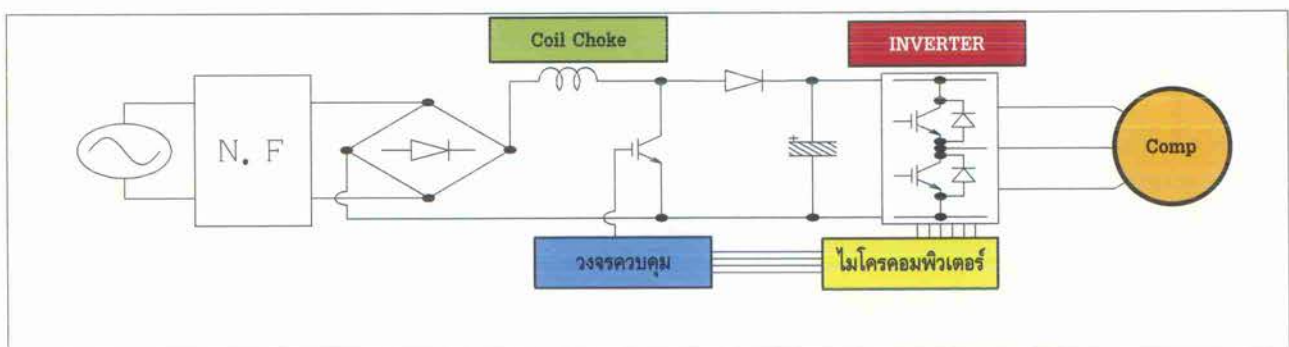 Coil Choke
INVERTER
N. F
Comp
วงจรควบคุม
ไมโครคอมพิวเตอร์